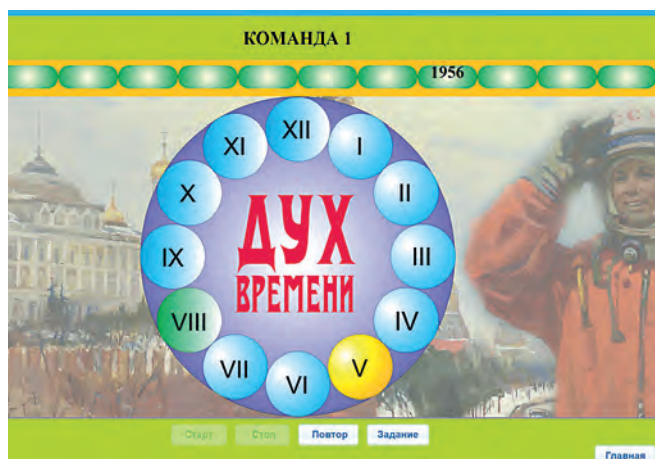 КОМАНДА 1
1956
XII
XI
I
X
II
ДУХ
IX
III
ВРЕМЕНИ
VIII
IV
VII
V
VI
Старт Стоп Повтор Задание
Главная